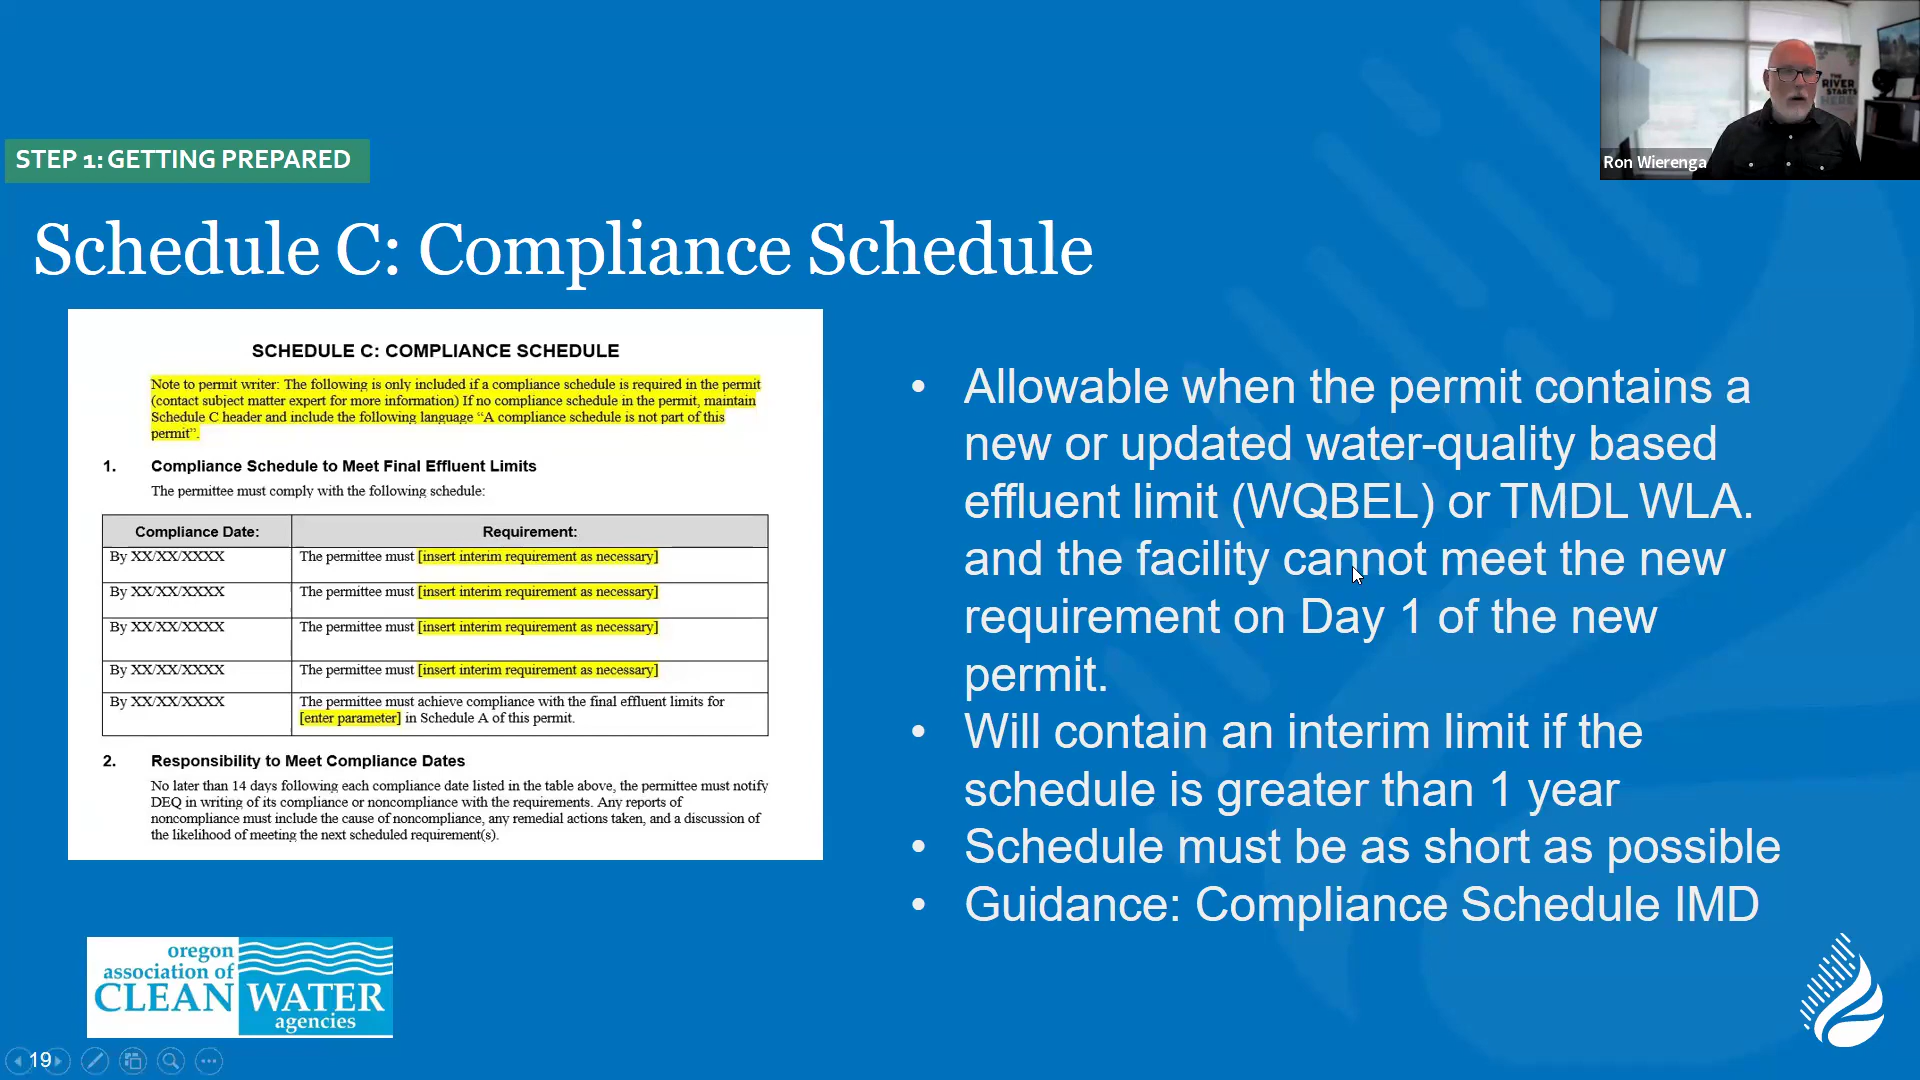 STEP 1: GETTING PREPARED
Schedule C: Compliance Schedule
SCHEDULE C: COMPLIANCE SCHEDULE
Note to permit writer: The following is only included if a compliance schedule is required in the permit
(contact subject matter expert for more information) If no compliance schedule in the permit, maintain
Schedule C header and include the following language “A compliance schedule is not part of this
permit”.
1. Compliance Schedule to Meet Final Effluent Limits
The permittee must comply with the following schedule:
Compliance Date: Requirement:
By XX/XX/XXXX The permittee must [insert interim requirement as necessary]
By XX/XX/XXXX The permittee must [insert interim requirement as necessary]
By XX/XX/XXXX The permittee must [insert interim requirement as necessary]
By XX/XX/XXXX The permittee must [insert interim requirement as necessary]
By XX/XX/XXXX The permittee must achieve compliance with the final effluent limits for
[enter parameter] in Schedule A of this permit.
2. Responsibility to Meet Compliance Dates
No later than 14 days following each compliance date listed in the table above, the permittee must notify
DEQ in writing of its compliance or noncompliance with the requirements. Any reports of
noncompliance must include the cause of noncompliance, any remedial actions taken, and a discussion of
the likelihood of meeting the next scheduled requirement(s).
• Allowable when the permit contains a
new or updated water-quality based
effluent limit (WQBEL) or TMDL WLA.
and the facility cannot meet the new
requirement on Day 1 of the new
permit.
• Will contain an interim limit if the
schedule is greater than 1 year
• Schedule must be as short as possible
• Guidance: Compliance Schedule IMD
oregon
association of
CLEAN WATER
agencies
19
THE
RIVER
STARTS
HERE
Ron Wierenga